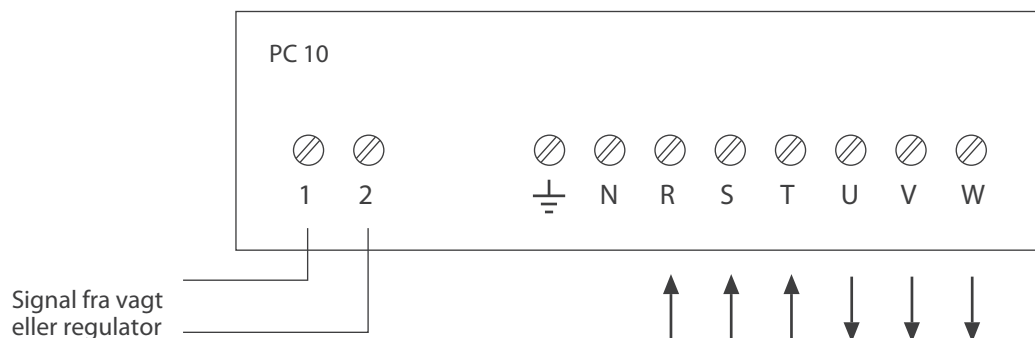 PC 10
1 2 N R S T U V W
Signal fra vagt
eller regulator